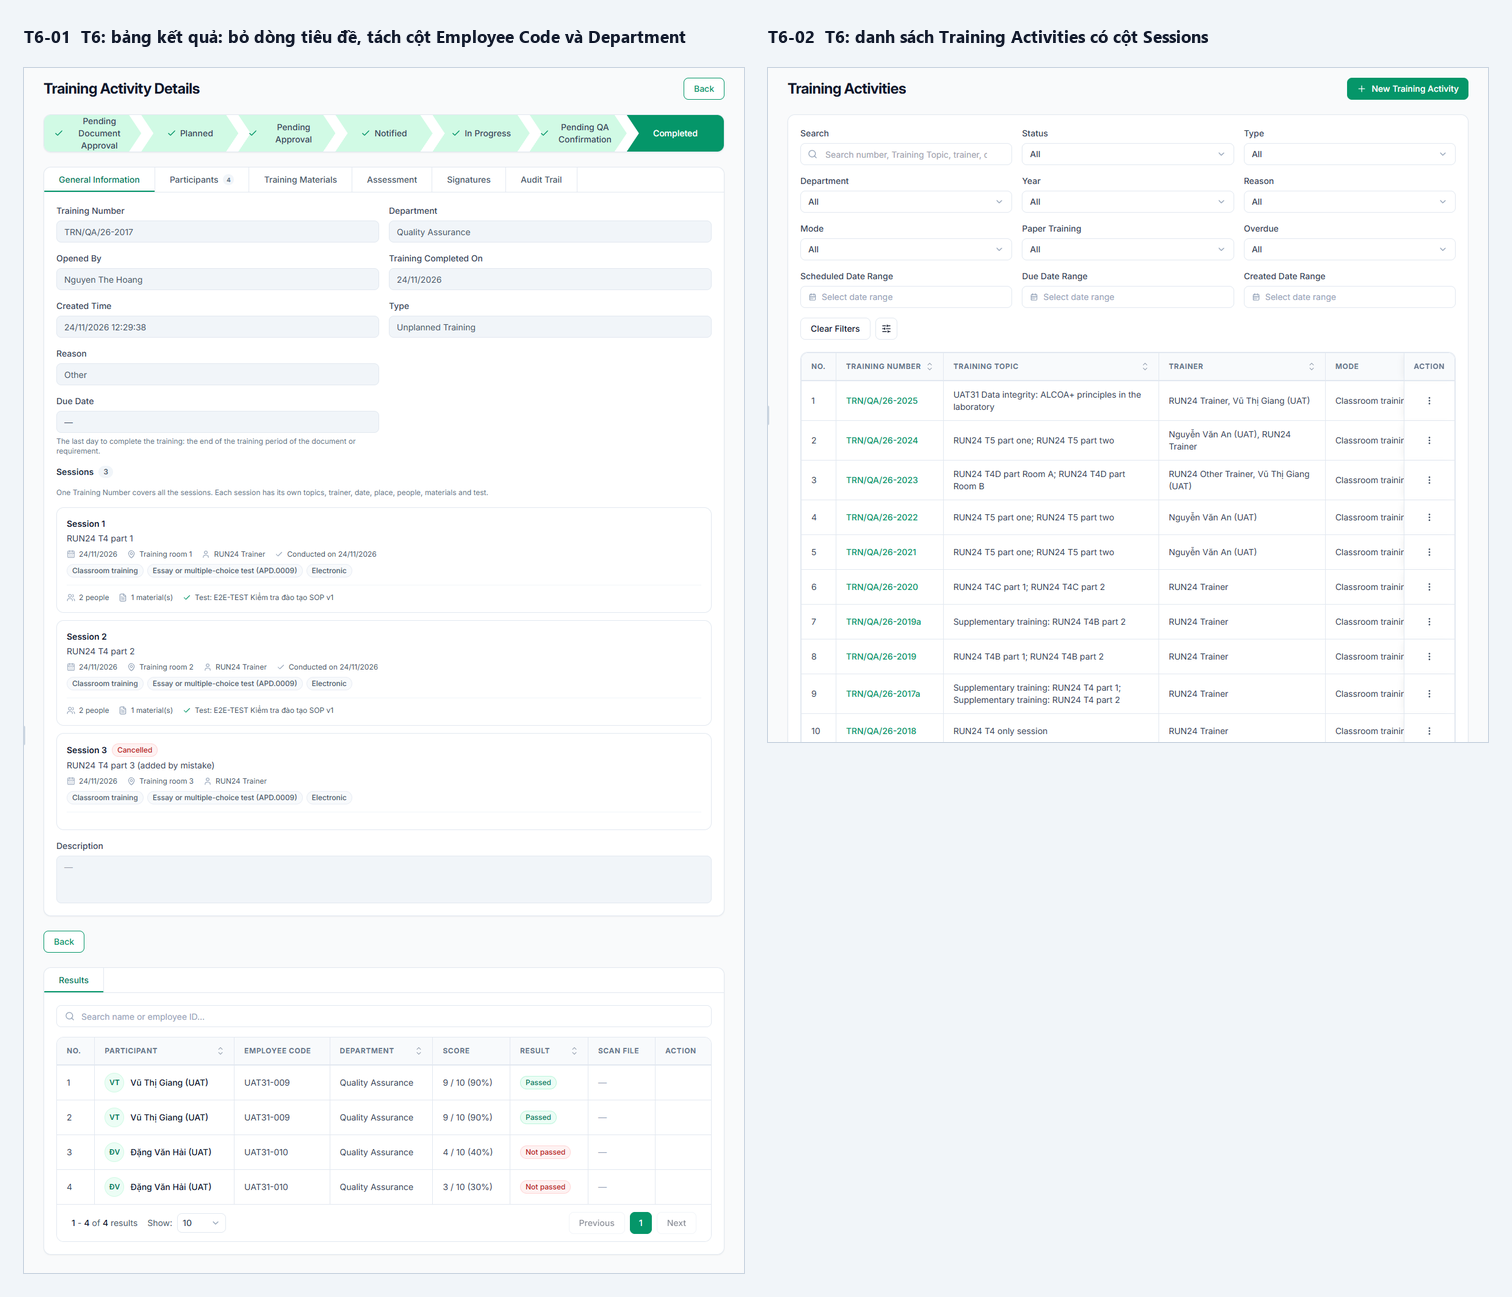 T6-01 T6: bảng kết quả: bỏ dòng tiêu đề, tách cột Employee Code và Department
Training Activity Details
Back
Pending Document Approval
Planned
Pending Approval
Notified
In Progress
Pending QA Confirmation
Completed
General Information
Participants 4
Training Materials
Assessment
Signatures
Audit Trail
Training Number
Department
TRN/QA/26-2017
Quality Assurance
Opened By
Training Completed On
Nguyen The Hoang
24/11/2026
Created Time
Type
24/11/2026 12:29:38
Unplanned Training
Reason
Other
Due Date
—
The last day to complete the training: the end of the training period of the document or
requirement.
Sessions 3
One Training Number covers all the sessions. Each session has its own topics, trainer, date, place, people, materials and test.
Session 1
RUN24 T4 part 1
24/11/2026 Training room 1 RUN24 Trainer Conducted on 24/11/2026
Classroom training Essay or multiple-choice test (APD.0009) Electronic
2 people 1 material(s) Test: E2E-TEST Kiểm tra đào tạo SOP v1
Session 2
RUN24 T4 part 2
24/11/2026 Training room 2 RUN24 Trainer Conducted on 24/11/2026
Classroom training Essay or multiple-choice test (APD.0009) Electronic
2 people 1 material(s) Test: E2E-TEST Kiểm tra đào tạo SOP v1
Session 3 Cancelled
RUN24 T4 part 3 (added by mistake)
24/11/2026 Training room 3 RUN24 Trainer
Classroom training Essay or multiple-choice test (APD.0009) Electronic
Description
—
Back
Results
Search name or employee ID...
NO. PARTICIPANT EMPLOYEE CODE DEPARTMENT SCORE RESULT SCAN FILE ACTION
1 VT Vũ Thị Giang (UAT) UAT31-009 Quality Assurance 9 / 10 (90%) Passed —
2 VT Vũ Thị Giang (UAT) UAT31-009 Quality Assurance 9 / 10 (90%) Passed —
3 ĐV Đặng Văn Hải (UAT) UAT31-010 Quality Assurance 4 / 10 (40%) Not passed —
4 ĐV Đặng Văn Hải (UAT) UAT31-010 Quality Assurance 3 / 10 (30%) Not passed —
1 - 4 of 4 results Show: 10 Previous 1 Next
T6-02 T6: danh sách Training Activities có cột Sessions
Training Activities
+ New Training Activity
Search Status Type
Search number, Training Topic, trainer, c All All
Department Year Reason
All All All
Mode Paper Training Overdue
All All All
Scheduled Date Range Due Date Range Created Date Range
Select date range Select date range Select date range
Clear Filters
NO. TRAINING NUMBER TRAINING TOPIC TRAINER MODE ACTION
1 TRN/QA/26-2025 UAT31 Data integrity: ALCOA+ principles in the laboratory RUN24 Trainer, Vũ Thị Giang (UAT) Classroom trainir
2 TRN/QA/26-2024 RUN24 T5 part one; RUN24 T5 part two Nguyễn Văn An (UAT), RUN24 Trainer Classroom trainir
3 TRN/QA/26-2023 RUN24 T4D part Room A; RUN24 T4D part Room B RUN24 Other Trainer, Vũ Thị Giang (UAT) Classroom trainir
4 TRN/QA/26-2022 RUN24 T5 part one; RUN24 T5 part two Nguyễn Văn An (UAT) Classroom trainir
5 TRN/QA/26-2021 RUN24 T5 part one; RUN24 T5 part two Nguyễn Văn An (UAT) Classroom trainir
6 TRN/QA/26-2020 RUN24 T4C part 1; RUN24 T4C part 2 RUN24 Trainer Classroom trainir
7 TRN/QA/26-2019a Supplementary training: RUN24 T4B part 2 RUN24 Trainer Classroom trainir
8 TRN/QA/26-2019 RUN24 T4B part 1; RUN24 T4B part 2 RUN24 Trainer Classroom trainir
9 TRN/QA/26-2017a Supplementary training: RUN24 T4 part 1; Supplementary training: RUN24 T4 part 2 RUN24 Trainer Classroom trainir
10 TRN/QA/26-2018 RUN24 T4 only session RUN24 Trainer Classroom trainir